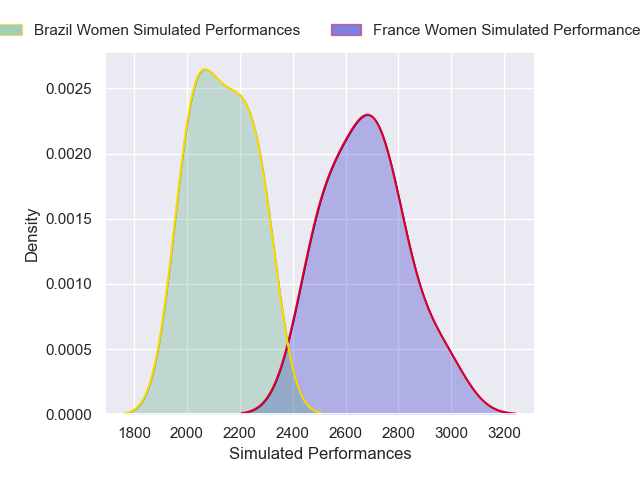 Brazil Women Simulated Performances
France Women Simulated Performance
0.0025
0.0020
0.0015
0.0010
0.0005
0.0000
Density
1800 2000 2200 2400 2600 2800 3000 3200
Simulated Performances